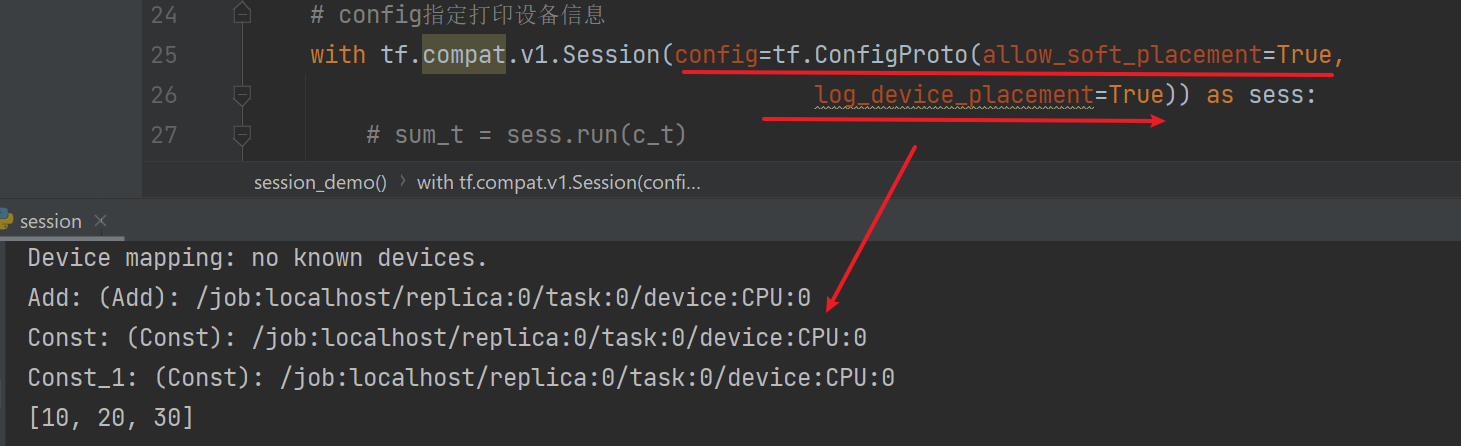 24 # config指定打印设备信息
25 with tf.compat.v1.Session(config=tf.ConfigProto(allow_soft_placement=True,
26 log_device_placement=True)) as sess:
27 # sum_t = sess.run(c_t)
session_demo() › with tf.compat.v1.Session(confi...
session ×
Device mapping: no known devices.
Add: (Add): /job:localhost/replica:0/task:0/device:CPU:0
Const: (Const): /job:localhost/replica:0/task:0/device:CPU:0
Const_1: (Const): /job:localhost/replica:0/task:0/device:CPU:0
[10, 20, 30]